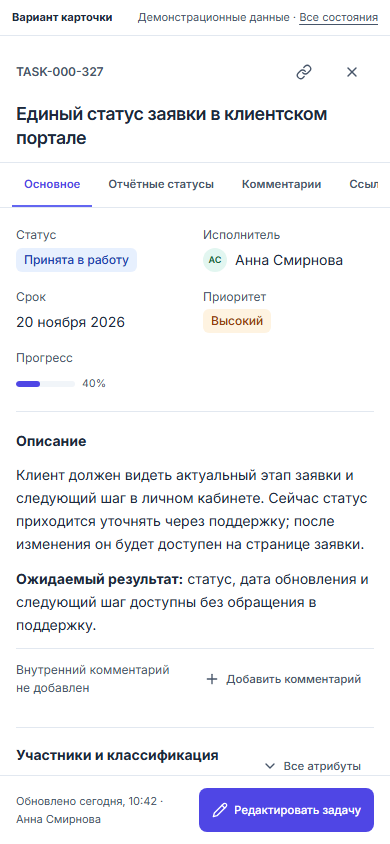 Вариант карточки
Демонстрационные данные · Все состояния
TASK-000-327
Единый статус заявки в клиентском
портале
Основное
Отчётные статусы
Комментарии
Ссыл
Статус
Исполнитель
Принята в работу
АС
Анна Смирнова
Срок
Приоритет
20 ноября 2026
Высокий
Прогресс
40%
Описание
Клиент должен видеть актуальный этап заявки и
следующий шаг в личном кабинете. Сейчас статус
приходится уточнять через поддержку; после
изменения он будет доступен на странице заявки.
Ожидаемый результат: статус, дата обновления и
следующий шаг доступны без обращения в
поддержку.
Внутренний комментарий
не добавлен
Добавить комментарий
Участники и классификация
Все атрибуты
Обновлено сегодня, 10:42 ·
Анна Смирнова
Редактировать задачу